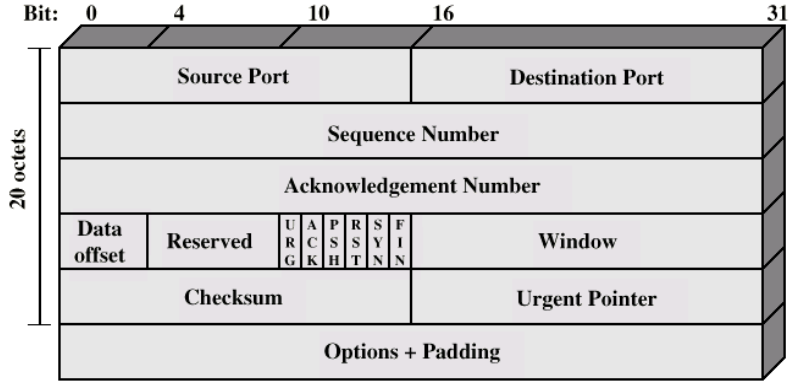 Bit: 0 4 10 16 31
Source Port Destination Port
Sequence Number
Acknowledgement Number
Data offset Reserved URG ACK PSH RST SYN FIN Window
Checksum Urgent Pointer
Options + Padding
20 octets